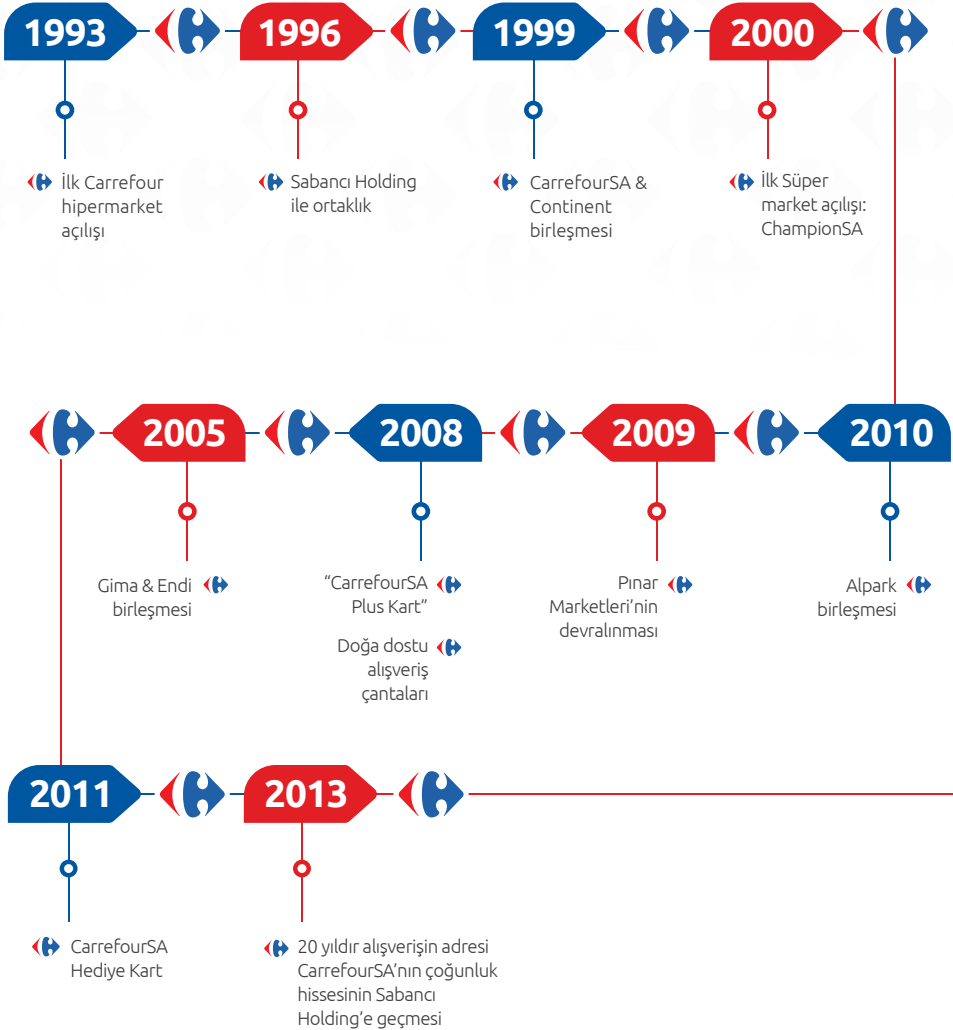 1993
1996
1999
2000
İlk Carrefour
hipermarket
açılışı
Sabancı Holding
ile ortaklık
CarrefourSA &
Continent
birleşmesi
İlk Süper
market açılışı:
ChampionSA
2005
2008
2009
2010
Gima & Endi
birleşmesi
“CarrefourSA
Plus Kart”
Doğa dostu
alışveriş
çantaları
Pınar
Marketleri’nin
devralınması
Alpark
birleşmesi
2011
2013
CarrefourSA
Hediye Kart
20 yıldır alışverişin adresi
CarrefourSA’nın çoğunluk
hissesinin Sabancı
Holding’e geçmesi